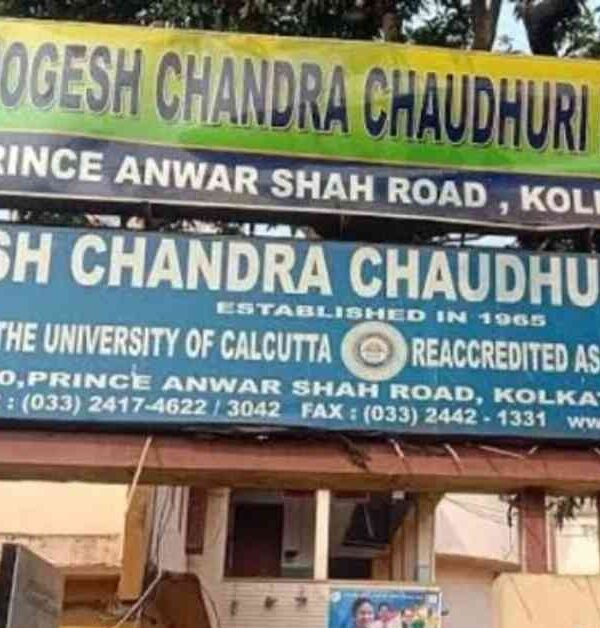 OGESH CHANDRA CHAUDHURI
RINCE ANWAR SHAH ROAD , KOL
SH CHANDRA CHAUDHU
ESTABLISHED IN 1965
THE UNIVERSITY OF CALCUTTA REACCREDITED AS
0,PRINCE ANWAR SHAH ROAD, KOLKA
: (033) 2417-4622 / 3042 FAX : (033) 2442 - 1331 ww